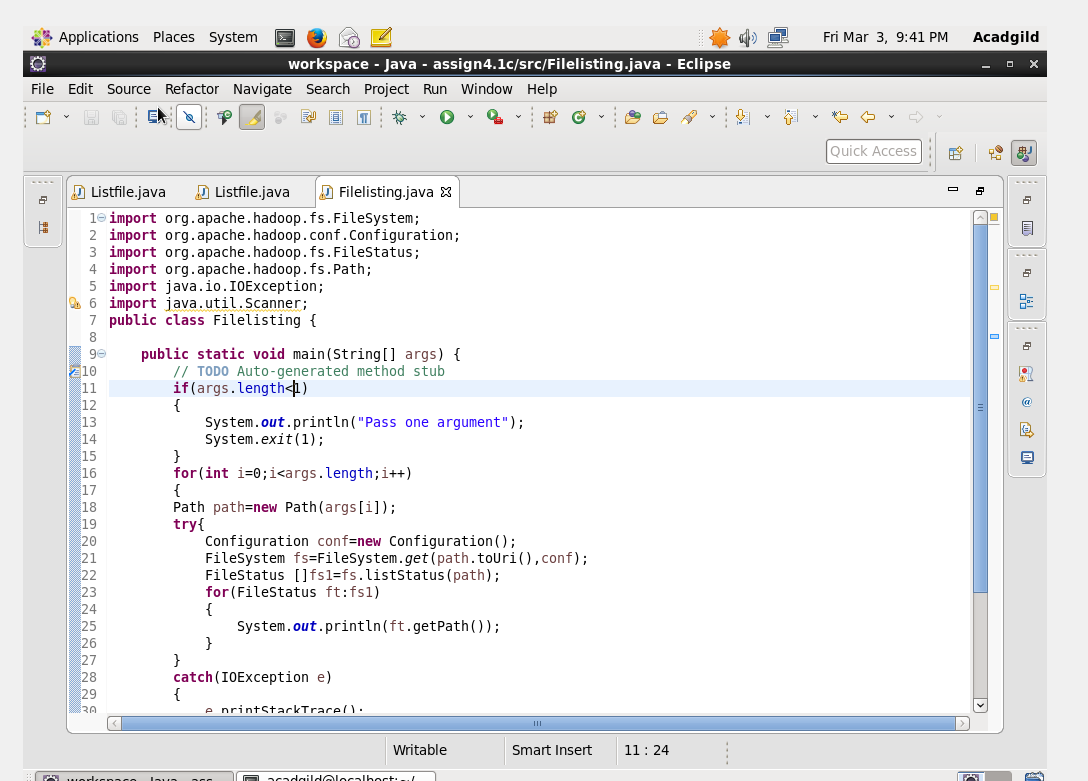 Applications Places System Fri Mar 3, 9:41 PM Acadgild
workspace - Java - assign4.1c/src/Filelisting.java - Eclipse
File Edit Source Refactor Navigate Search Project Run Window Help
Quick Access
Listfile.java Listfile.java Filelisting.java
1 import org.apache.hadoop.fs.FileSystem;
2 import org.apache.hadoop.conf.Configuration;
3 import org.apache.hadoop.fs.FileStatus;
4 import org.apache.hadoop.fs.Path;
5 import java.io.IOException;
6 import java.util.Scanner;
7 public class Filelisting {
8
9 public static void main(String[] args) {
10 // TODO Auto-generated method stub
11 if(args.length<1)
12 {
13 System.out.println("Pass one argument");
14 System.exit(1);
15 }
16 for(int i=0;i<args.length;i++)
17 {
18 Path path=new Path(args[i]);
19 try{
20 Configuration conf=new Configuration();
21 FileSystem fs=FileSystem.get(path.toUri(),conf);
22 FileStatus []fs1=fs.listStatus(path);
23 for(FileStatus ft:fs1)
24 {
25 System.out.println(ft.getPath());
26 }
27 }
28 catch(IOException e)
29 {
30 e.printStackTrace();
Writable Smart Insert 11 : 24
workspace - Java - ass... acadgild@localhost:~/...